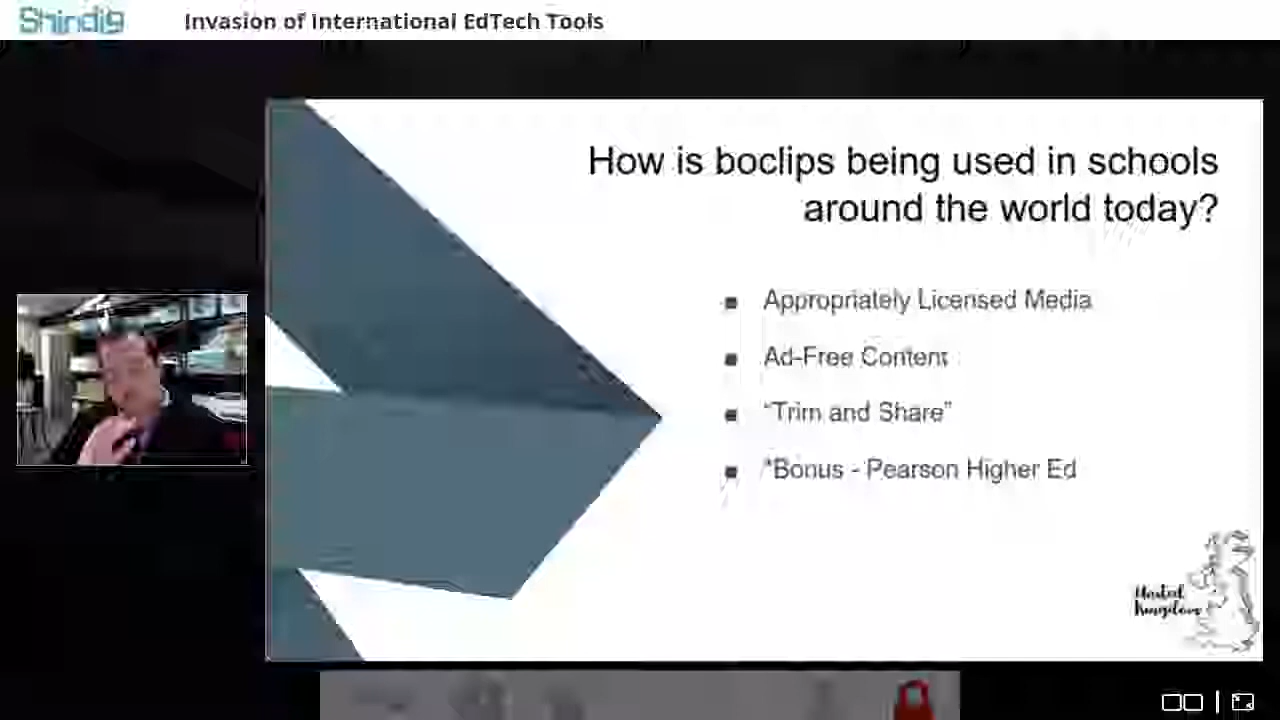 Shindig
Invasion of International EdTech Tools
How is boclips being used in schools
around the world today?
Appropriately Licensed Media
Ad-Free Content
“Trim and Share”
*Bonus - Pearson Higher Ed
United
Kingdom